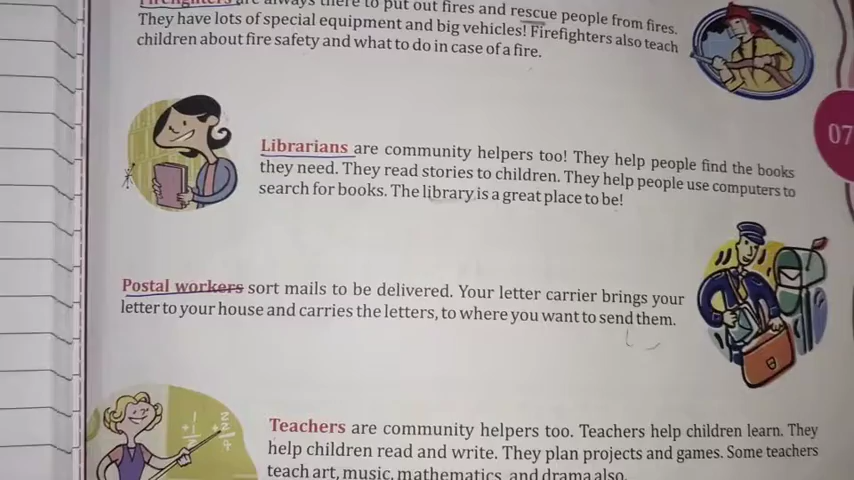 Firefighters are always there to put out fires and rescue people from fires.
They have lots of special equipment and big vehicles! Firefighters also teach
children about fire safety and what to do in case of a fire.
07
Librarians are community helpers too! They help people find the books
they need. They read stories to children. They help people use computers to
search for books. The library is a great place to be!
Postal workers sort mails to be delivered. Your letter carrier brings your
letter to your house and carries the letters, to where you want to send them.
Teachers are community helpers too. Teachers help children learn. They
help children read and write. They plan projects and games. Some teachers
teach art, music, mathematics, and drama also.